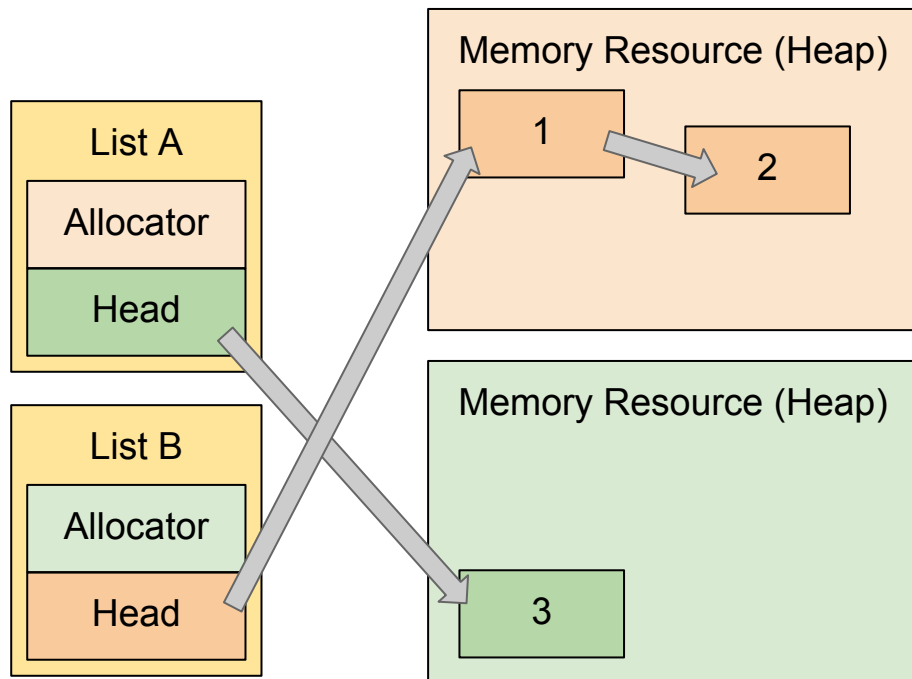 List A
Allocator
Head
List B
Allocator
Head
Memory Resource (Heap)
1
2
Memory Resource (Heap)
3